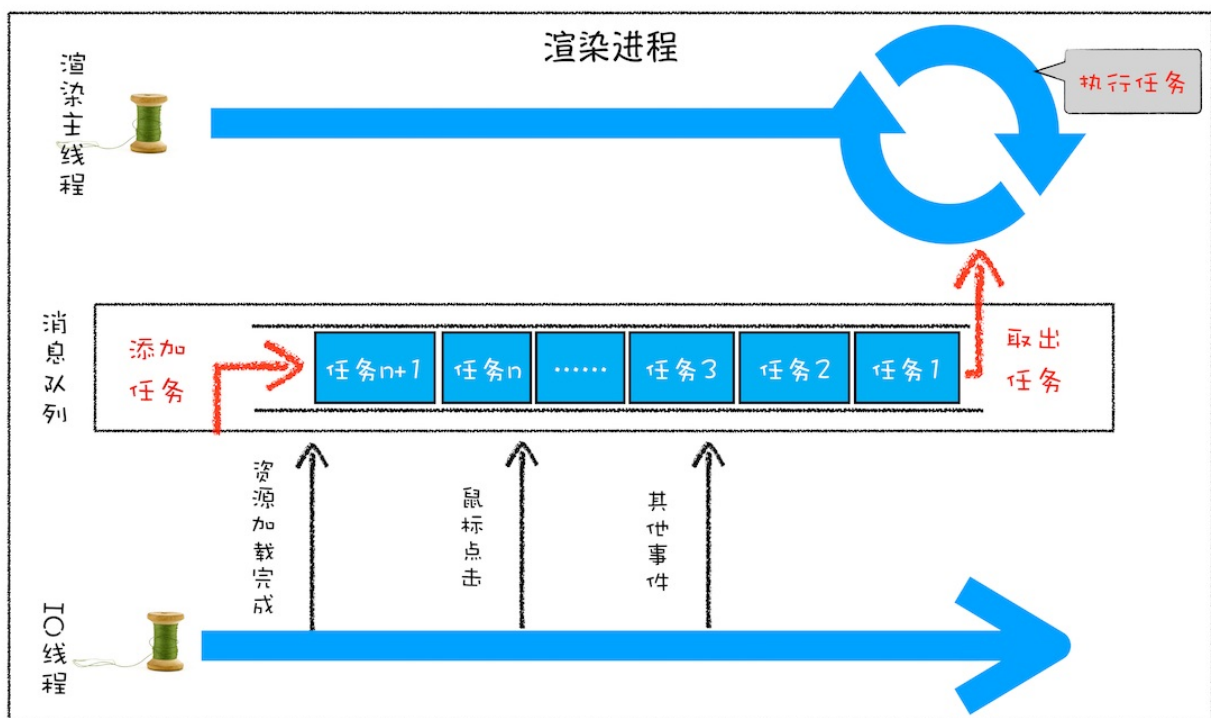 渲染进程
渲染主线程
执行任务
消息队列
添加
任务
任务n+1
任务n
……
任务3
任务2
任务1
取出
任务
资源加载完成
鼠标点击
其他事件
IO线程